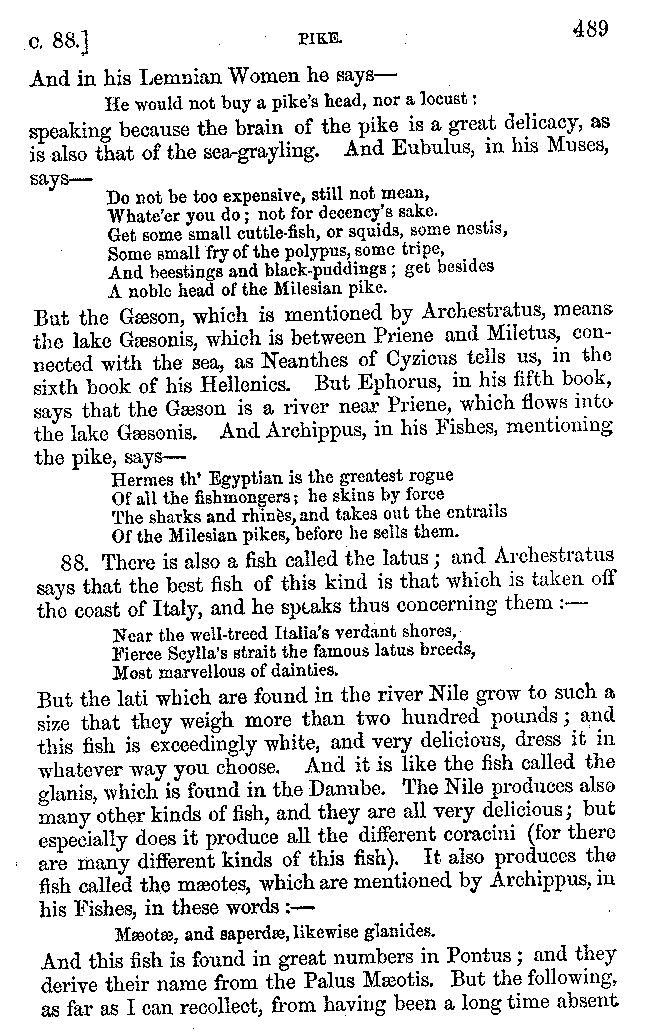 c. 88.] PIKE. 489
And in his Lemnian Women he says—
He would not buy a pike's head, nor a locust:
speaking because the brain of the pike is a great delicacy, as
is also that of the sea-grayling. And Eubulus, in his Muses,
says—
Do not be too expensive, still not mean,
Whate'er you do; not for decency's sake.
Get some small cuttle-fish, or squids, some nestis,
Some small fry of the polypus, some tripe,
And beestings and black-puddings; get besides
A noble head of the Milesian pike.
But the Gæson, which is mentioned by Archestratus, means
the lake Gæsonis, which is between Priene and Miletus, con-
nected with the sea, as Neanthes of Cyzicus tells us, in the
sixth book of his Hellenics. But Ephorus, in his fifth book,
says that the Gæson is a river near Priene, which flows into
the lake Gæsonis. And Archippus, in his Fishes, mentioning
the pike, says—
Hermes th' Egyptian is the greatest rogue
Of all the fishmongers; he skins by force
The sharks and rhinès, and takes out the entrails
Of the Milesian pikes, before he sells them.
88. There is also a fish called the latus; and Archestratus
says that the best fish of this kind is that which is taken off
the coast of Italy, and he speaks thus concerning them:—
Near the well-treed Italia's verdant shores,
Fierce Scylla's strait the famous latus breeds,
Most marvellous of dainties.
But the lati which are found in the river Nile grow to such a
size that they weigh more than two hundred pounds; and
this fish is exceedingly white, and very delicious, dress it in
whatever way you choose. And it is like the fish called the
glanis, which is found in the Danube. The Nile produces also
many other kinds of fish, and they are all very delicious; but
especially does it produce all the different coracini (for there
are many different kinds of this fish). It also produces the
fish called the mæotes, which are mentioned by Archippus, in
his Fishes, in these words:—
Mæotæ, and saperdæ, likewise glanides.
And this fish is found in great numbers in Pontus; and they
derive their name from the Palus Mæotis. But the following,
as far as I can recollect, from having been a long time absent